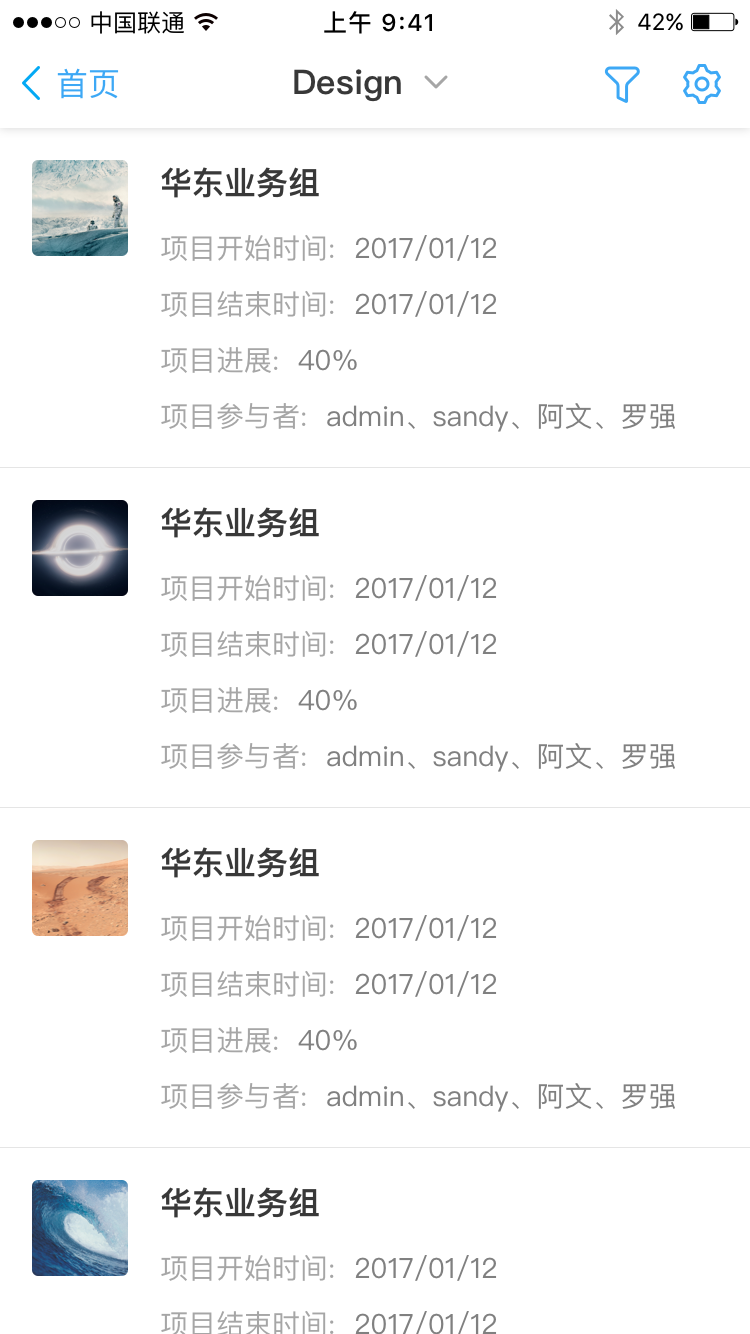 中国联通 上午 9:41 42%
首页 Design
华东业务组
项目开始时间: 2017/01/12
项目结束时间: 2017/01/12
项目进展: 40%
项目参与者: admin、sandy、阿文、罗强
华东业务组
项目开始时间: 2017/01/12
项目结束时间: 2017/01/12
项目进展: 40%
项目参与者: admin、sandy、阿文、罗强
华东业务组
项目开始时间: 2017/01/12
项目结束时间: 2017/01/12
项目进展: 40%
项目参与者: admin、sandy、阿文、罗强
华东业务组
项目开始时间: 2017/01/12
项目结束时间: 2017/01/12